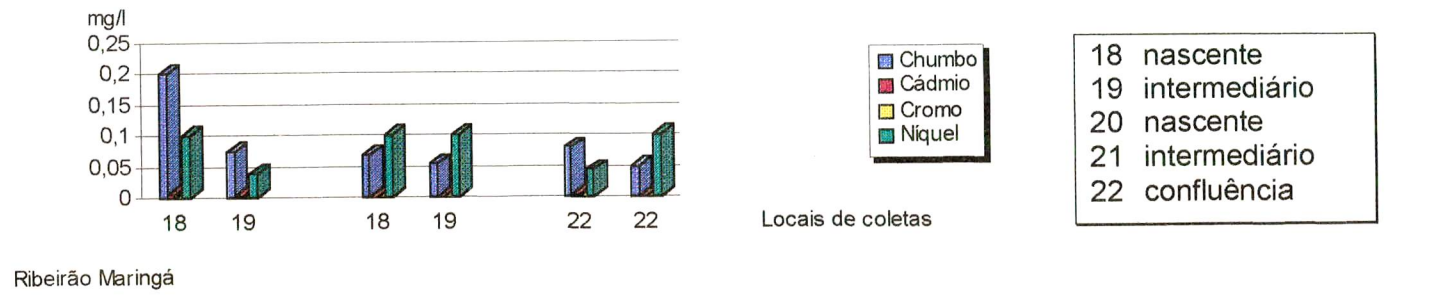 mg/l
0,25
0,2
0,15
0,1
0,05
0
18 19 18 19 22 22
Locais de coletas
Ribeirão Maringá
Chumbo
Cádmio
Cromo
Níquel
18 nascente
19 intermediário
20 nascente
21 intermediário
22 confluência